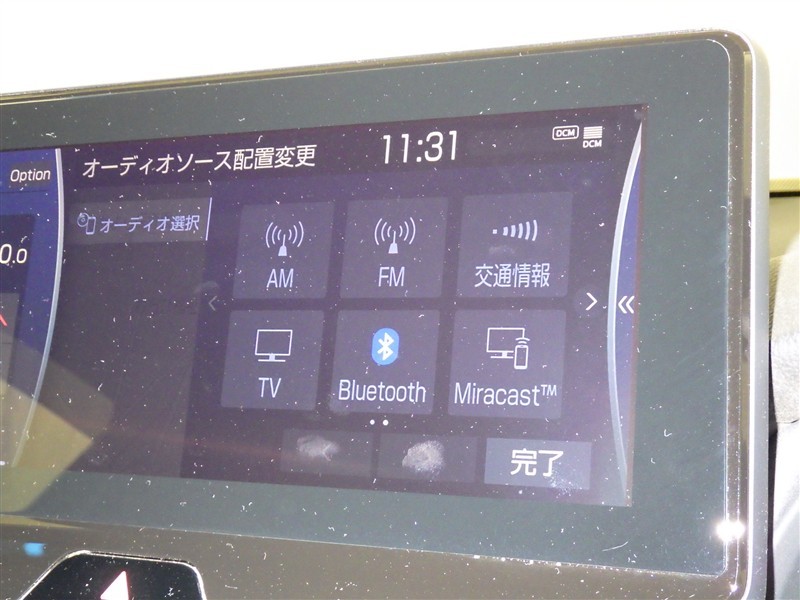 オーディオソース配置変更
11:31
DCM
DCM
Option
オーディオ選択
0.0
AM
FM
交通情報
TV
Bluetooth
Miracast™
完了